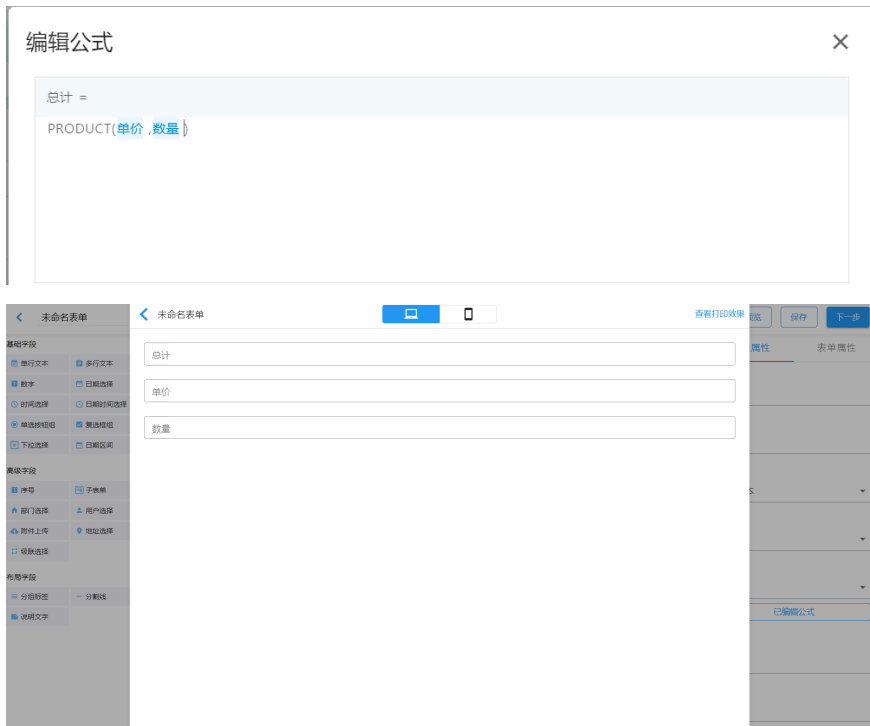 编辑公式
总计 =
PRODUCT(单价 ,数量 )
未命名表单
未命名表单
查看打印效果
保存
下一步
基础字段
属性
表单属性
单行文本
多行文本
数字
日期选择
时间选择
日期时间选择
单选按钮组
复选框组
下拉选择
日期区间
高级字段
序号
子表单
部门选择
用户选择
附件上传
地址选择
级联选择
布局字段
分组标签
分割线
说明文字
总计
单价
数量
已编辑公式